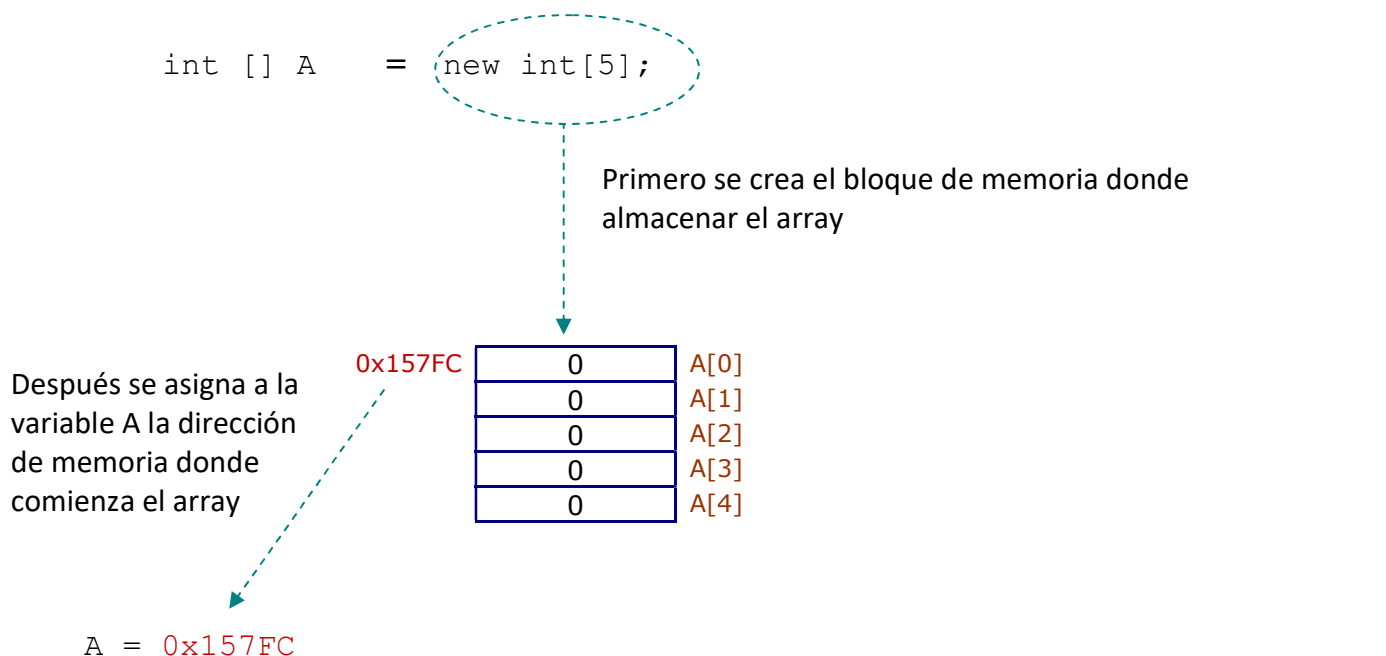 int [] A = new int[5];
Primero se crea el bloque de memoria donde
almacenar el array
Después se asigna a la
variable A la dirección
de memoria donde
comienza el array
0x157FC 0 A[0]
0 A[1]
0 A[2]
0 A[3]
0 A[4]
A = 0x157FC